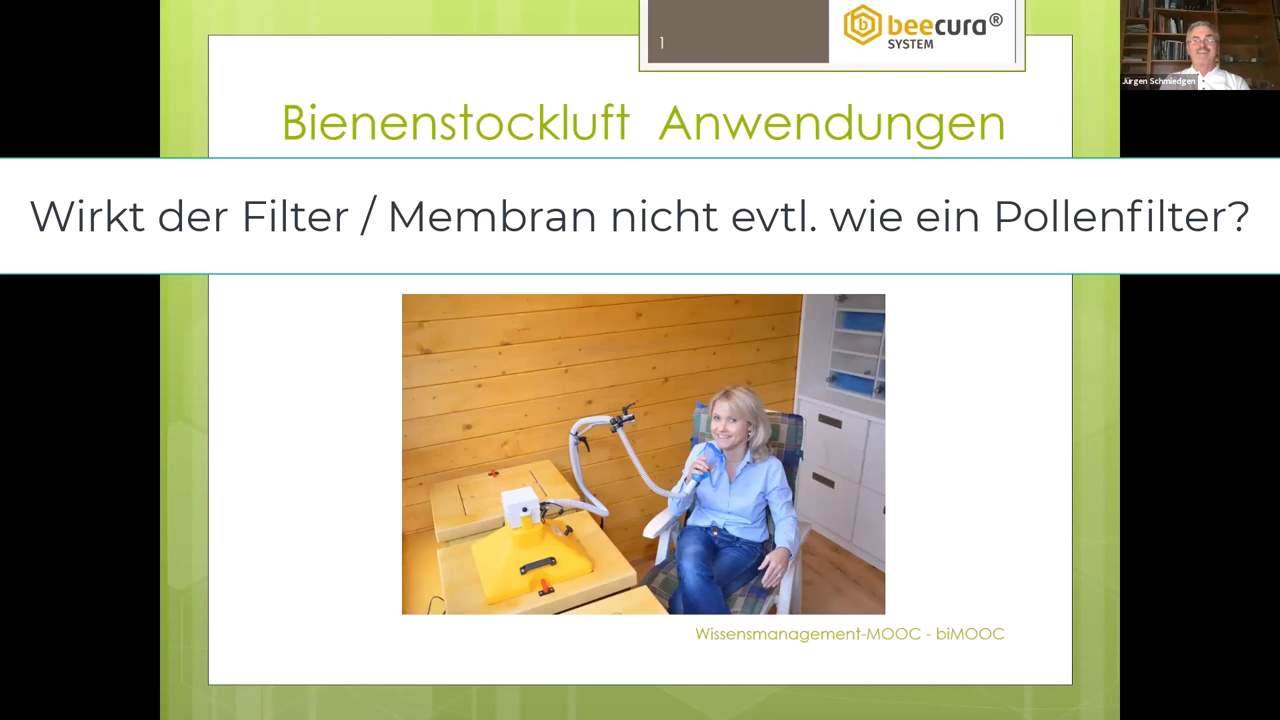 1
beecura®
SYSTEM
Jürgen Schmiedgen
Bienenstockluft Anwendungen
Wirkt der Filter / Membran nicht evtl. wie ein Pollenfilter?
Wissensmanagement-MOOC - biMOOC